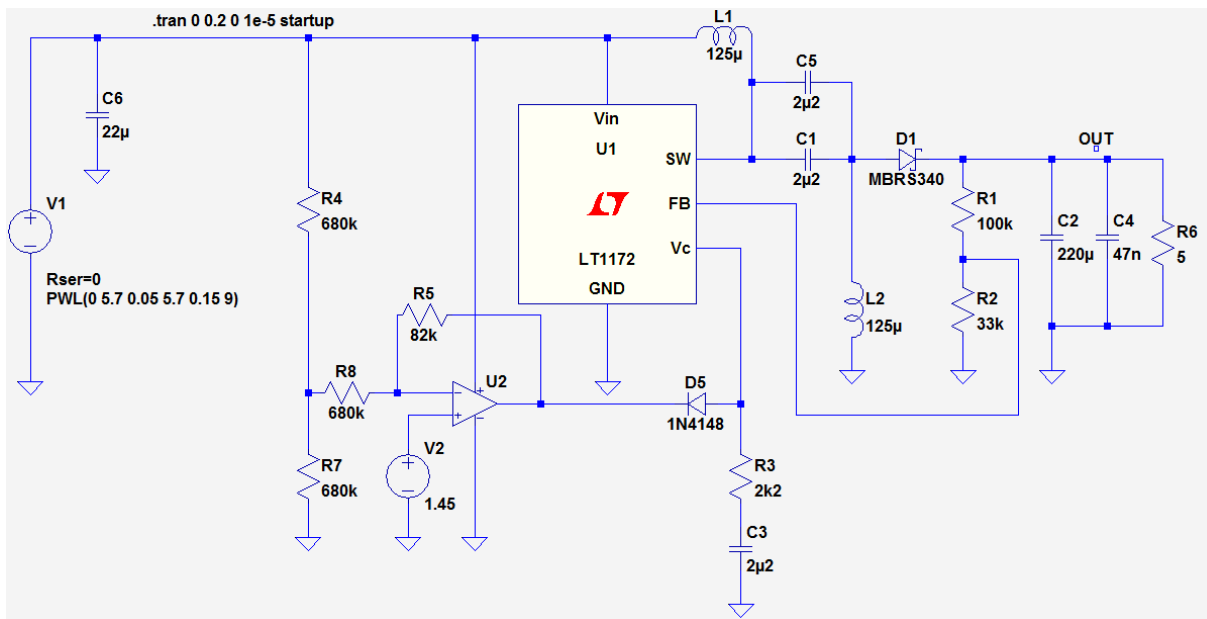 .tran 0 0.2 0 1e-5 startup
L1
125µ
C5
2µ2
C6
22µ
Vin
U1
SW
FB
Vc
LT1172
GND
C1
2µ2
D1
MBRS340
OUT
R4
680k
V1
Rser=0
PWL(0 5.7 0.05 5.7 0.15 9)
R1
100k
C2
220µ
C4
47n
R6
5
R5
82k
L2
125µ
R2
33k
R8
680k
U2
D5
1N4148
V2
1.45
R7
680k
R3
2k2
C3
2µ2